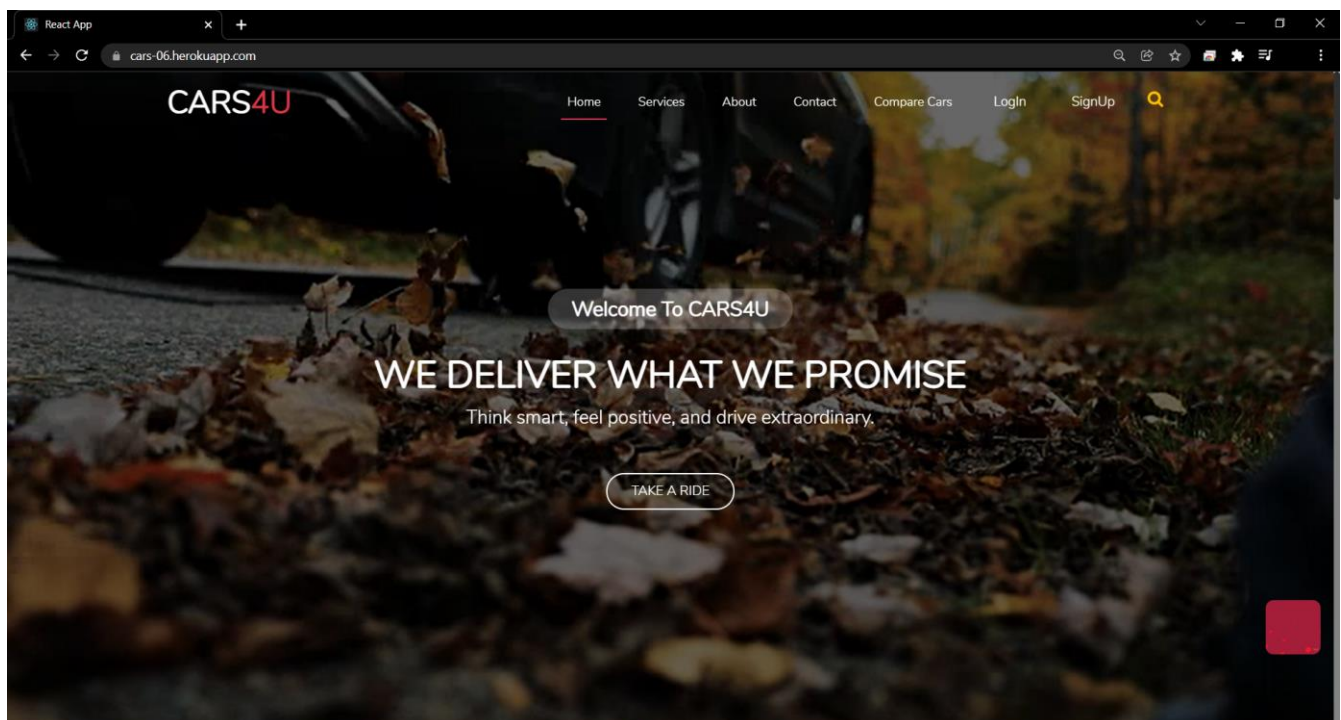 React App
cars-06.herokuapp.com
CARS4U Home Services About Contact Compare Cars LogIn SignUp
Welcome To CARS4U
WE DELIVER WHAT WE PROMISE
Think smart, feel positive, and drive extraordinary.
TAKE A RIDE